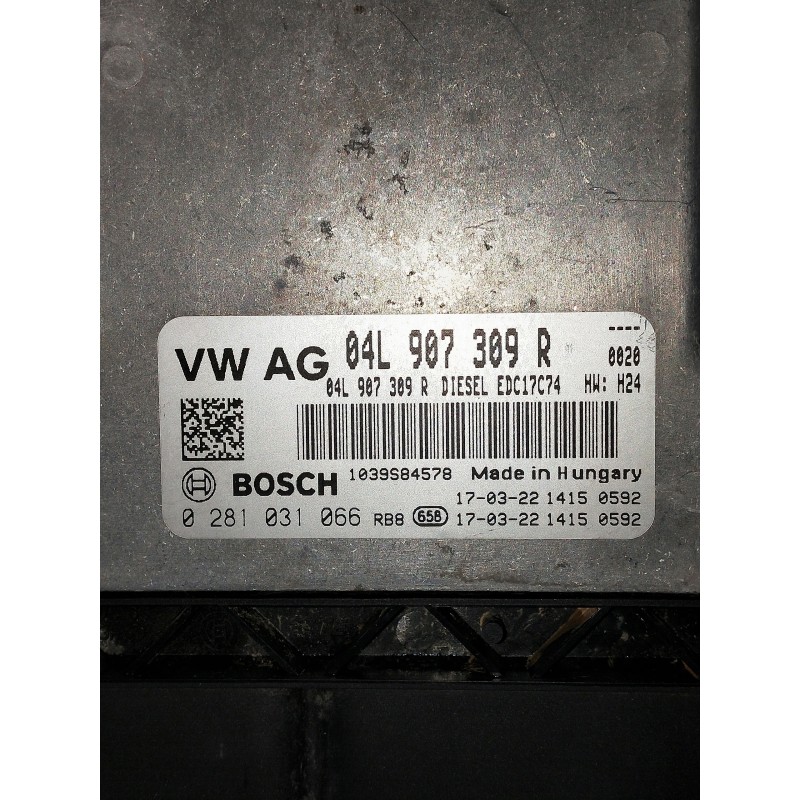 VW AG 04L 907 309 R ----
0020
04L 907 309 R DIESEL EDC17C74 HW: H24
1039S84578 Made in Hungary
BOSCH
17-03-22 1415 0592
0 281 031 066 RB8 658 17-03-22 1415 0592